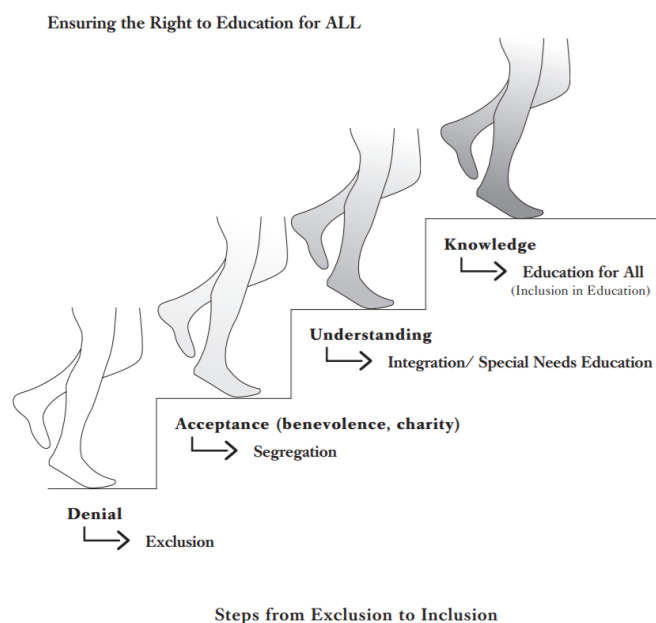 Ensuring the Right to Education for ALL
Knowledge
Education for All
(Inclusion in Education)
Understanding
Integration/ Special Needs Education
Acceptance (benevolence, charity)
Segregation
Denial
Exclusion
Steps from Exclusion to Inclusion